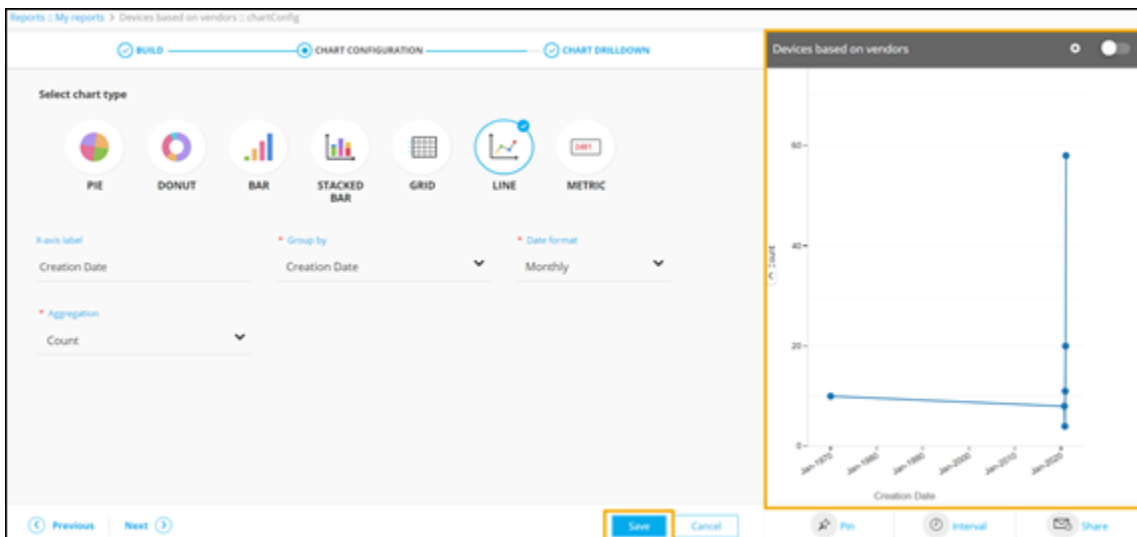 Reports :: My reports > Devices based on vendors :: chartConfig
BUILD
CHART CONFIGURATION
CHART DRILLDOWN
Select chart type
PIE
DONUT
BAR
STACKED
BAR
GRID
LINE
2401
METRIC
X-axis label
* Group by
* Date format
Creation Date
Creation Date
Monthly
* Aggregation
Count
Previous
Next
Save
Cancel
Devices based on vendors
60
40
20
0
Count
Jan-1970
Jan-1980
Jan-1990
Jan-2000
Jan-2010
Jan-2020
Creation Date
Pin
Interval
Share